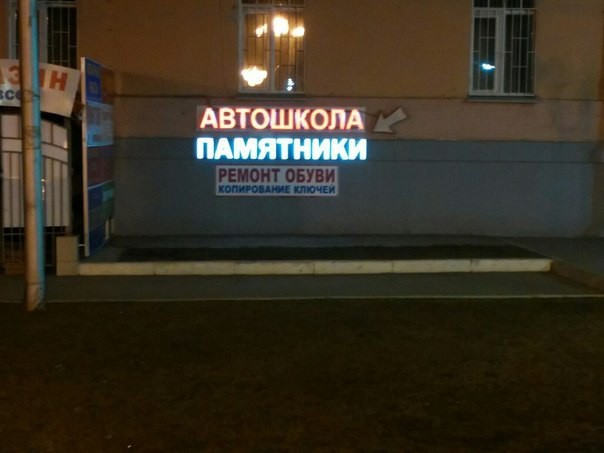 АВТОШКОЛА
ПАМЯТНИКИ
РЕМОНТ ОБУВИ
КОПИРОВАНИЕ КЛЮЧЕЙ